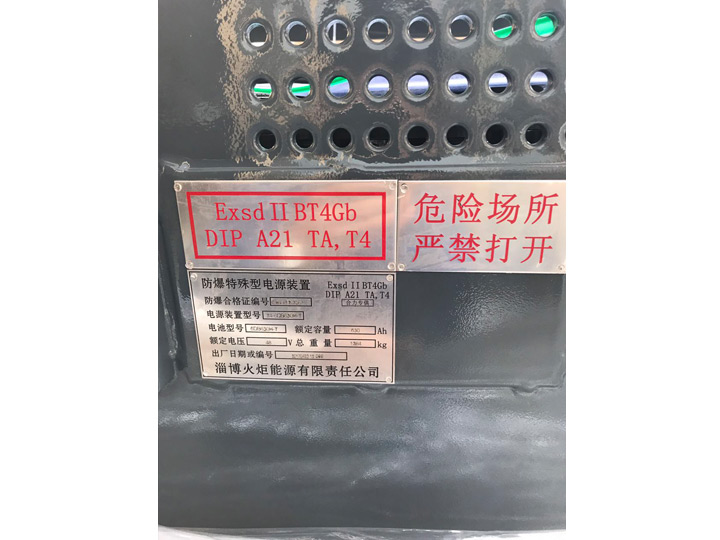 Exsd Ⅱ BT4Gb
DIP A21 TA,T4
危险场所
严禁打开
防爆特殊型电源装置
Exsd Ⅱ BT4Gb
DIP A21 TA,T4
防爆合格证编号
合力专供
电源装置型号
电池型号 额定容量 Ah
额定电压 V 总重量 kg
出厂日期或编号
淄博火炬能源有限责任公司